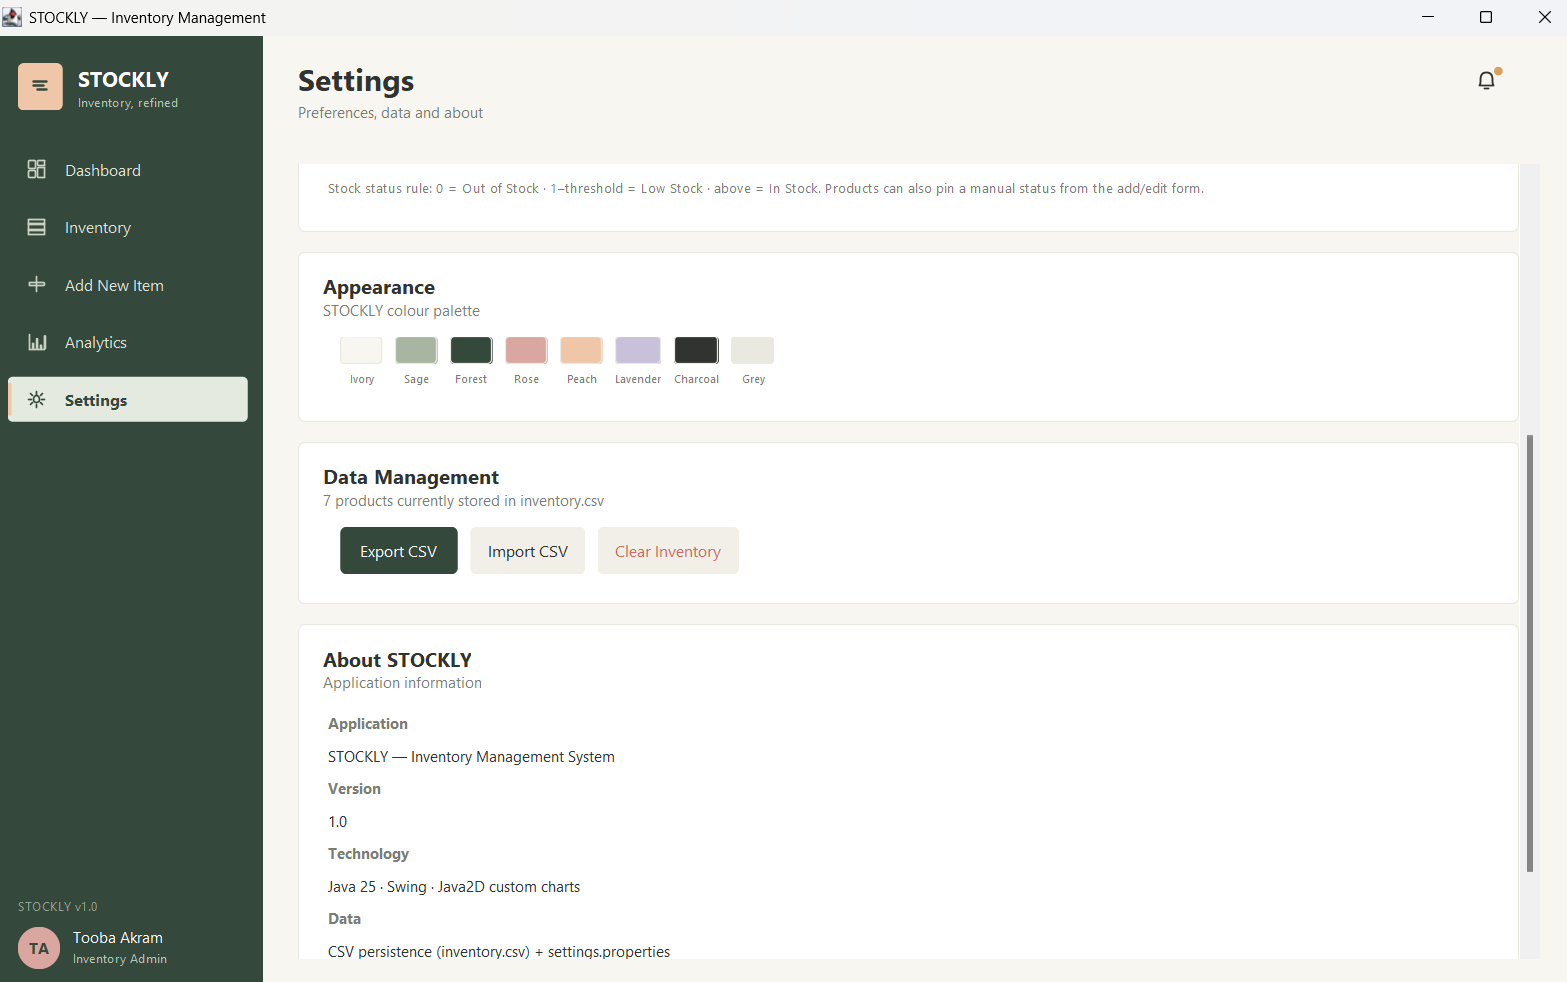 STOCKLY — Inventory Management
STOCKLY
Inventory, refined
Dashboard
Inventory
Add New Item
Analytics
Settings
STOCKLY v1.0
TA
Tooba Akram
Inventory Admin
Settings
Preferences, data and about
Stock status rule: 0 = Out of Stock · 1–threshold = Low Stock · above = In Stock. Products can also pin a manual status from the add/edit form.
Appearance
STOCKLY colour palette
Ivory Sage Forest Rose Peach Lavender Charcoal Grey
Data Management
7 products currently stored in inventory.csv
Export CSV Import CSV Clear Inventory
About STOCKLY
Application information
Application
STOCKLY — Inventory Management System
Version
1.0
Technology
Java 25 · Swing · Java2D custom charts
Data
CSV persistence (inventory.csv) + settings.properties